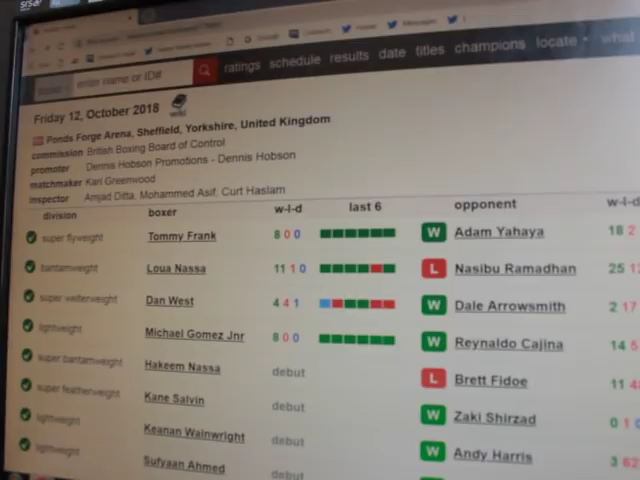 enter name or ID#
ratings schedule results date titles champions locate what
Friday 12, October 2018
Ponds Forge Arena, Sheffield, Yorkshire, United Kingdom
commission British Boxing Board of Control
promoter Dennis Hobson Promotions - Dennis Hobson
matchmaker Karl Greenwood
inspector Amjad Ditta, Mohammed Asif, Curt Haslam
division boxer w-l-d last 6 opponent w-l-d
super flyweight Tommy Frank 8 0 0 W Adam Yahaya 18 2
bantamweight Loua Nassa 11 1 0 L Nasibu Ramadhan 25 12
super welterweight Dan West 4 4 1 W Dale Arrowsmith 2 17
lightweight Michael Gomez Jnr 8 0 0 W Reynaldo Cajina 14 5
super bantamweight Hakeem Nassa debut L Brett Fidoe 11 4
super featherweight Kane Salvin debut W Zaki Shirzad 0 1 0
lightweight Keanan Wainwright debut W Andy Harris 3 62
lightweight Sufyaan Ahmed debut